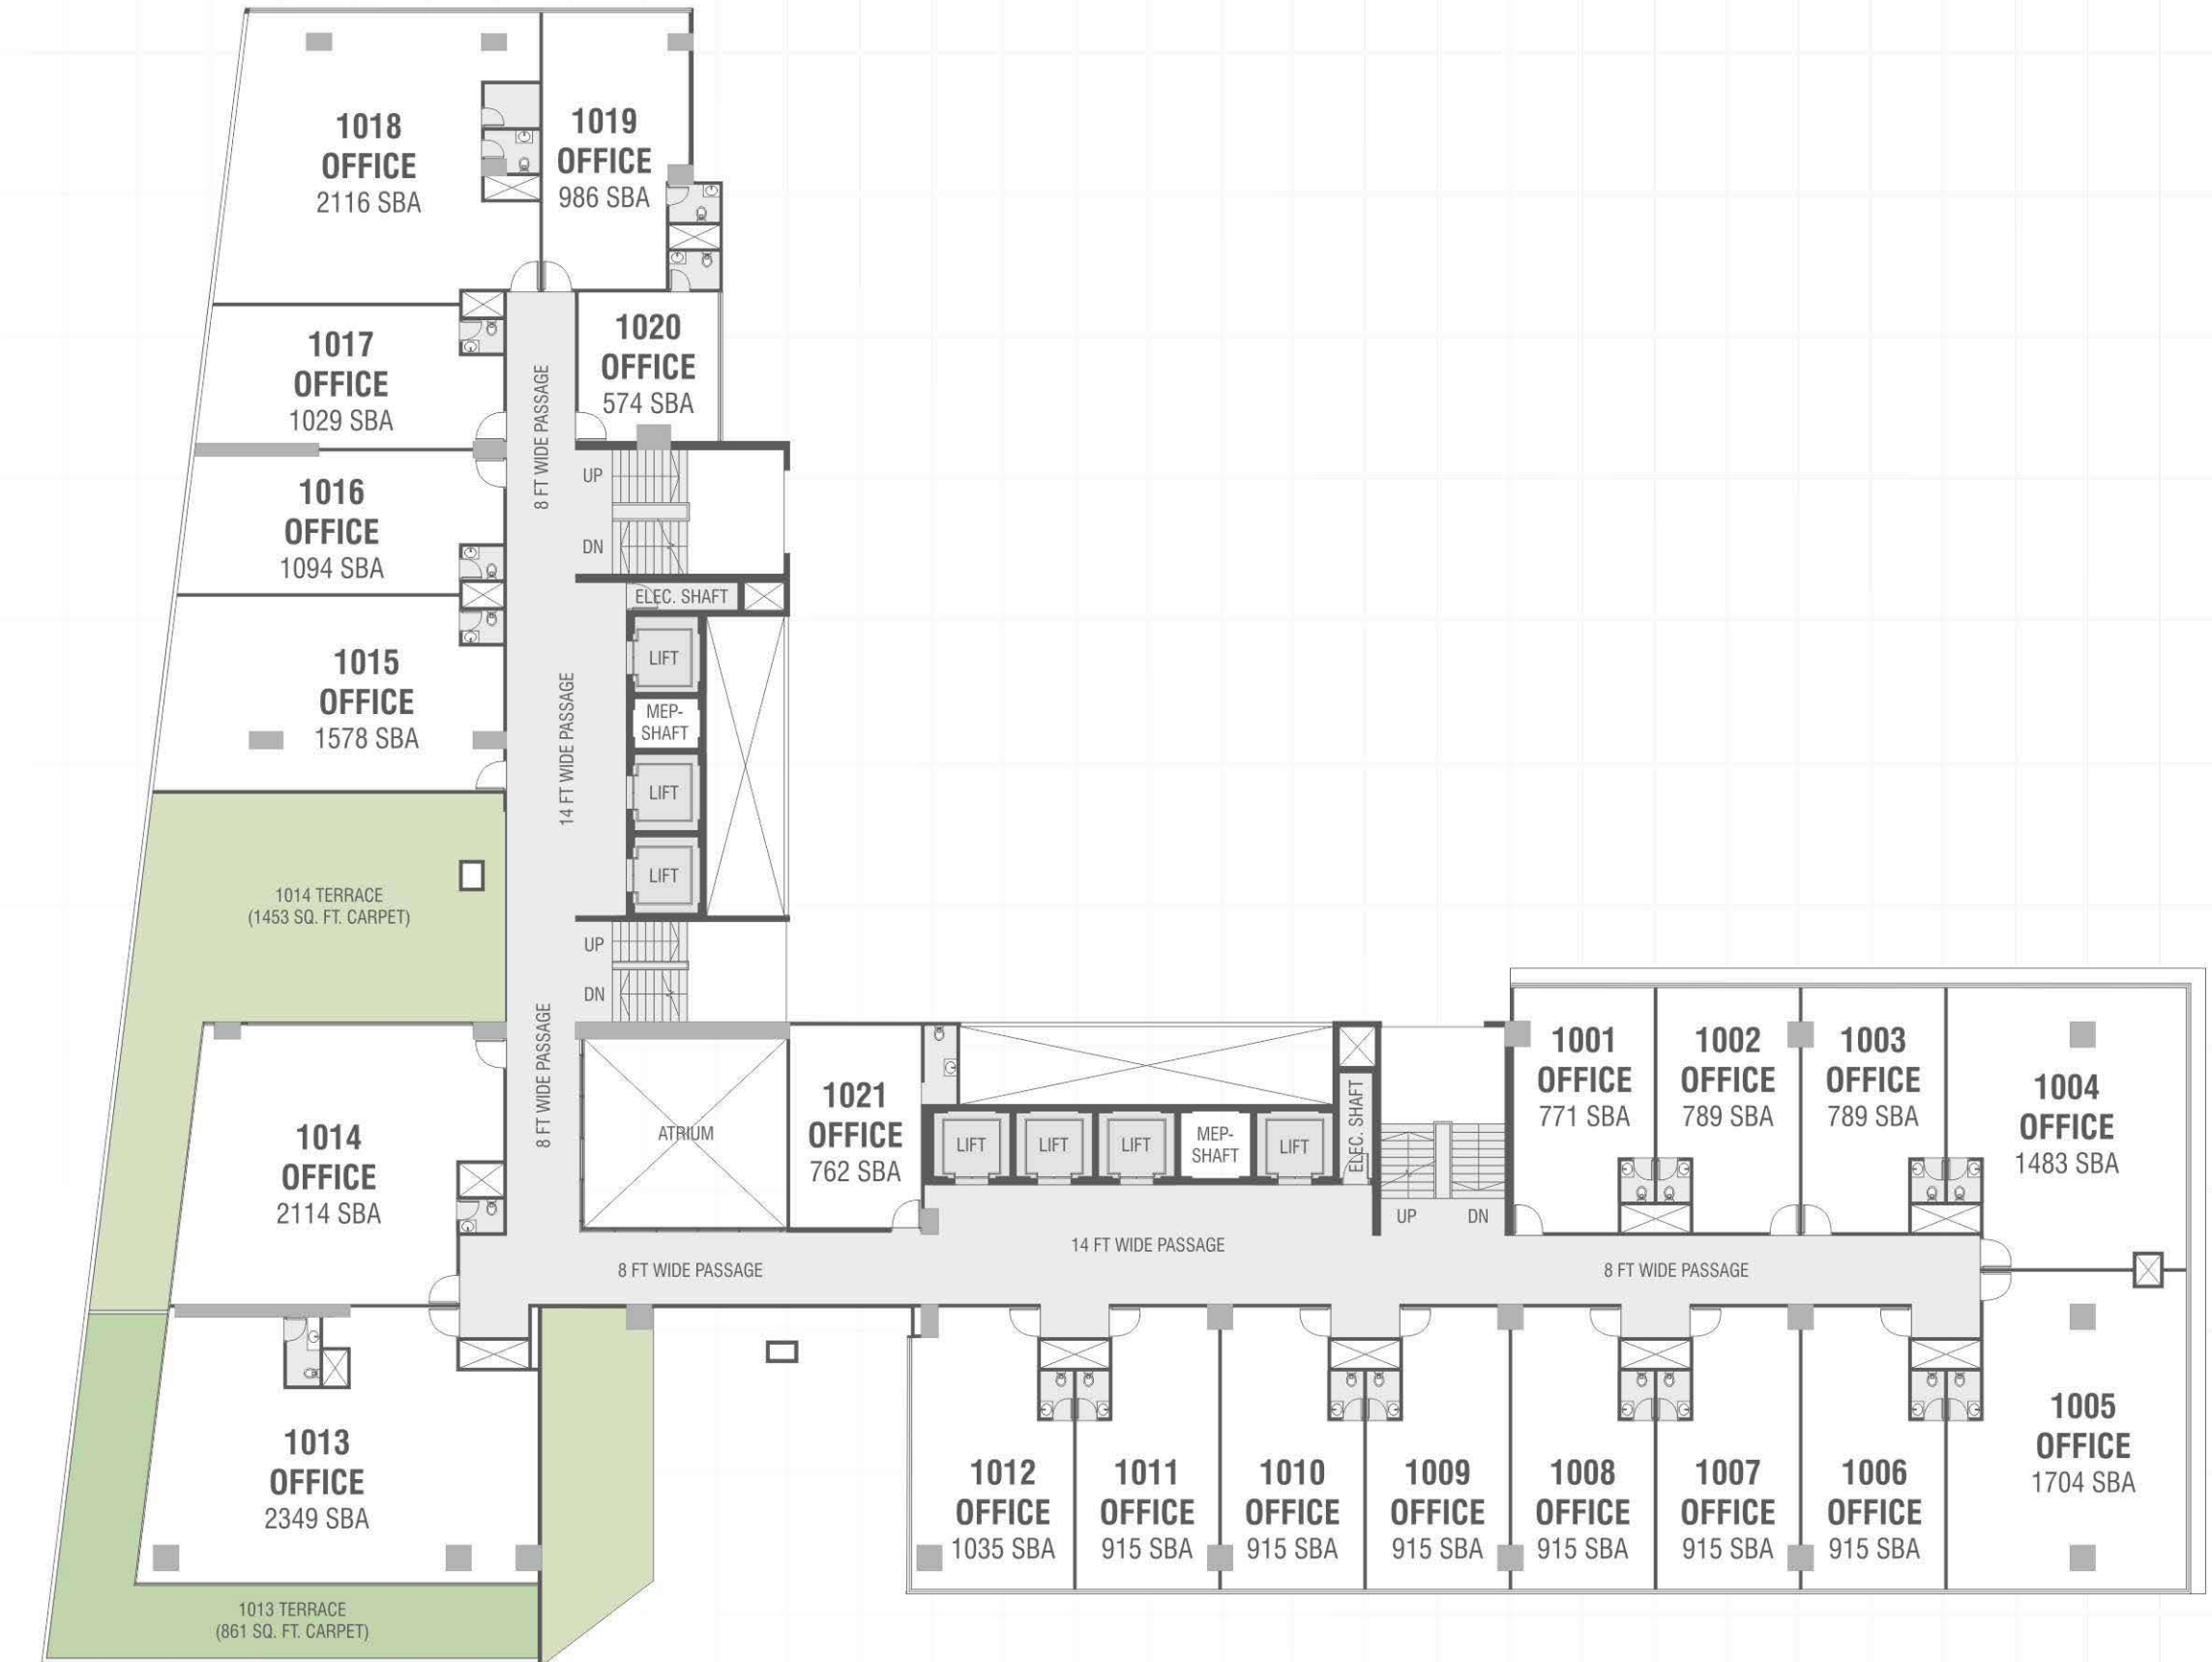 1018
OFFICE
2116 SBA
1019
OFFICE
986 SBA
1017
OFFICE
1029 SBA
8 FT WIDE PASSAGE
1020
OFFICE
574 SBA
1016
OFFICE
1094 SBA
UP
DN
ELEC. SHAFT
1015
OFFICE
1578 SBA
14 FT WIDE PASSAGE
LIFT
MEP-
SHAFT
LIFT
LIFT
1014 TERRACE
(1453 SQ. FT. CARPET)
UP
DN
8 FT WIDE PASSAGE
1014
OFFICE
2114 SBA
ATRIUM
1021
OFFICE
762 SBA
LIFT
LIFT
LIFT
MEP-
SHAFT
LIFT
ELEC. SHAFT
UP
DN
1001
OFFICE
771 SBA
1002
OFFICE
789 SBA
1003
OFFICE
789 SBA
1004
OFFICE
1483 SBA
8 FT WIDE PASSAGE
14 FT WIDE PASSAGE
8 FT WIDE PASSAGE
1013
OFFICE
2349 SBA
1013 TERRACE
(861 SQ. FT. CARPET)
1012
OFFICE
1035 SBA
1011
OFFICE
915 SBA
1010
OFFICE
915 SBA
1009
OFFICE
915 SBA
1008
OFFICE
915 SBA
1007
OFFICE
915 SBA
1006
OFFICE
915 SBA
1005
OFFICE
1704 SBA